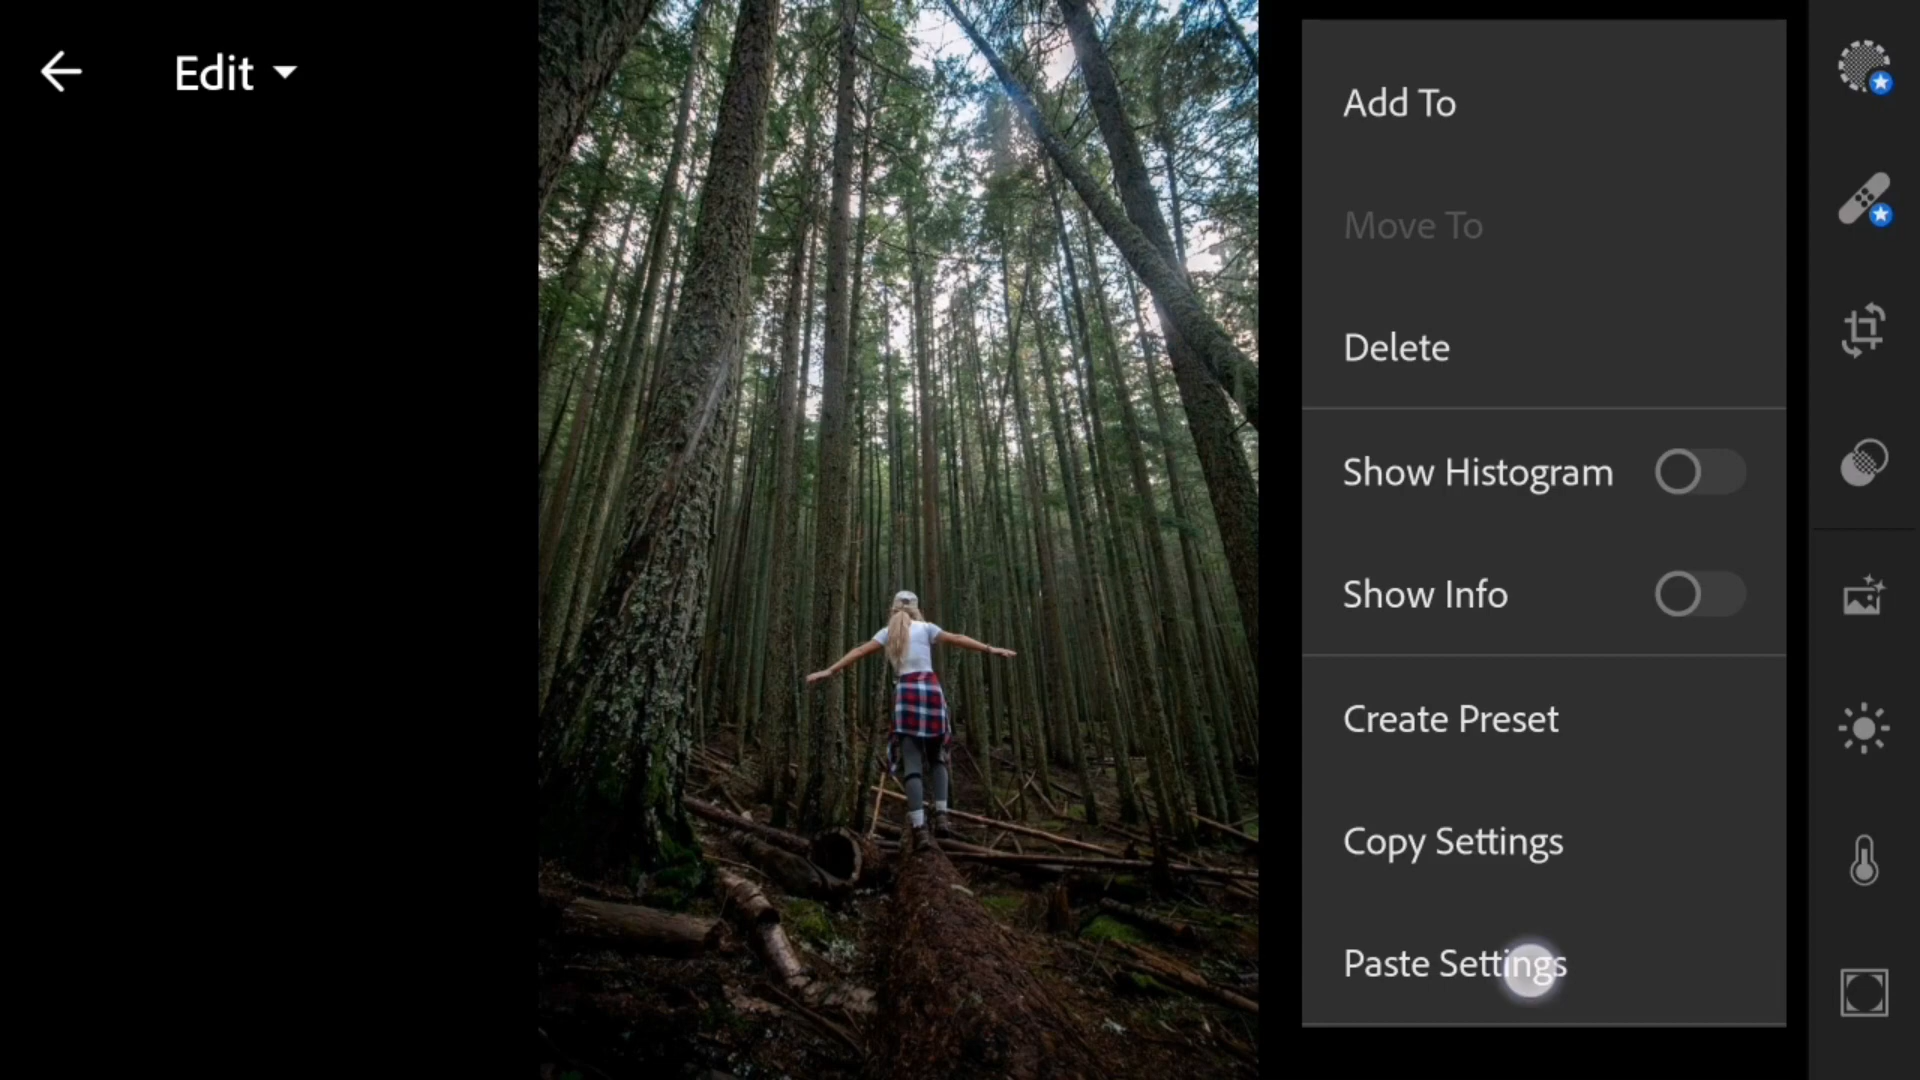 Edit
Add To
Move To
Delete
Show Histogram
Show Info
Create Preset
Copy Settings
Paste Settings